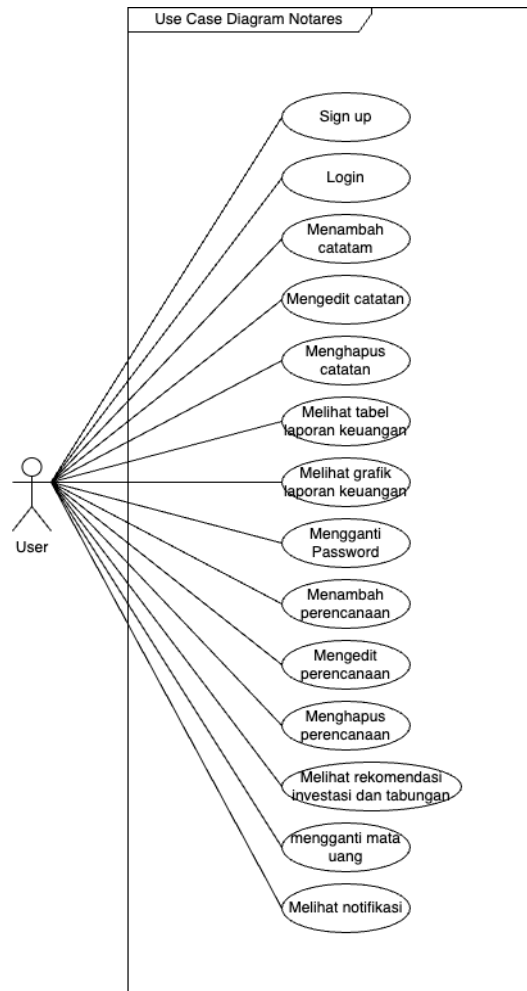 Use Case Diagram Notares
Sign up
Login
Menambah
catatam
Mengedit catatan
Menghapus
catatan
Melihat tabel
laporan keuangan
Melihat grafik
laporan keuangan
User
Mengganti
Password
Menambah
perencanaan
Mengedit
perencanaan
Menghapus
perencanaan
Melihat rekomendasi
investasi dan tabungan
mengganti mata
uang
Melihat notifikasi